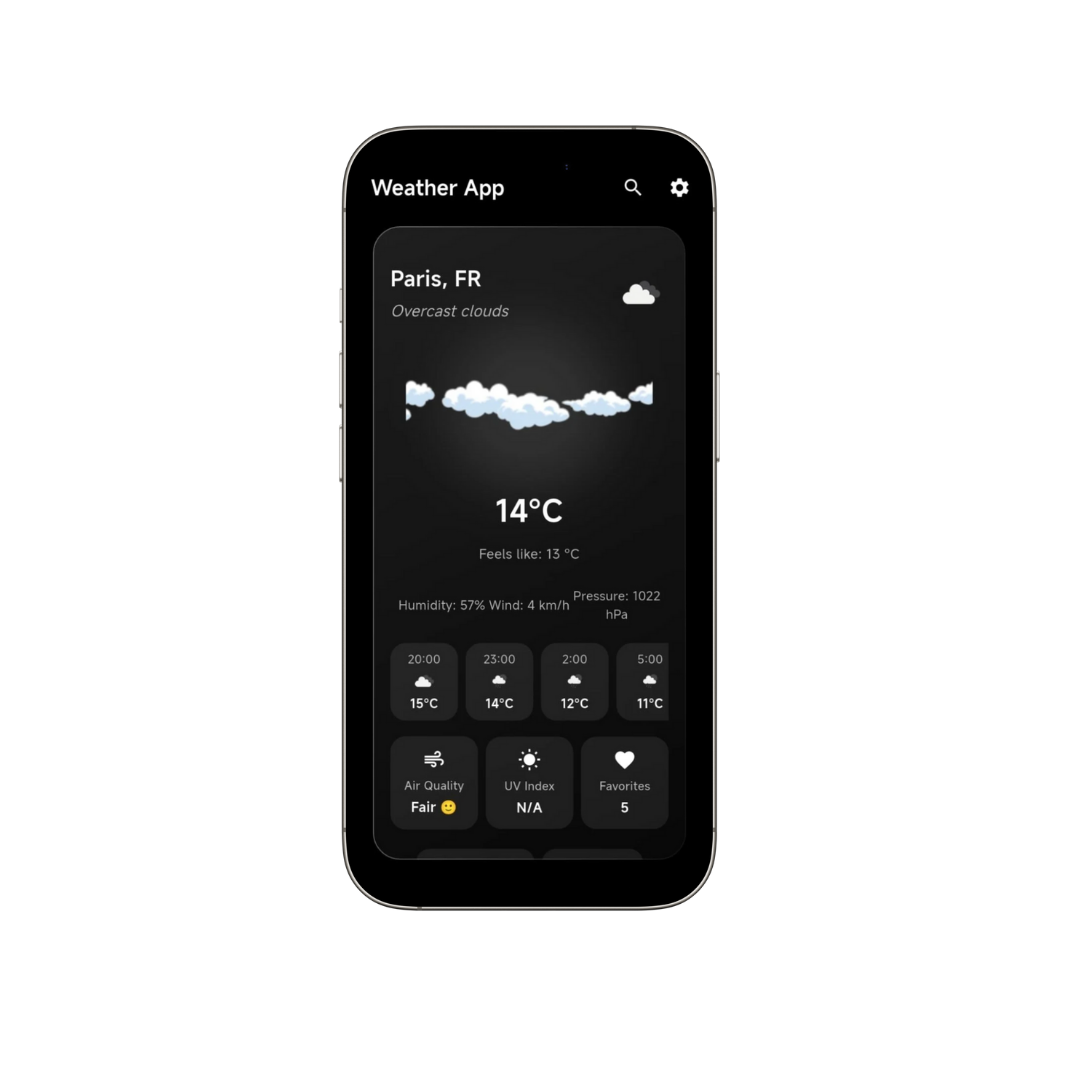 Weather App
Paris, FR
Overcast clouds
14°C
Feels like: 13 °C
Humidity: 57% Wind: 4 km/h Pressure: 1022
hPa
20:00 23:00 2:00 5:00
15°C 14°C 12°C 11°C
Air Quality UV Index Favorites
Fair 🙂 N/A 5